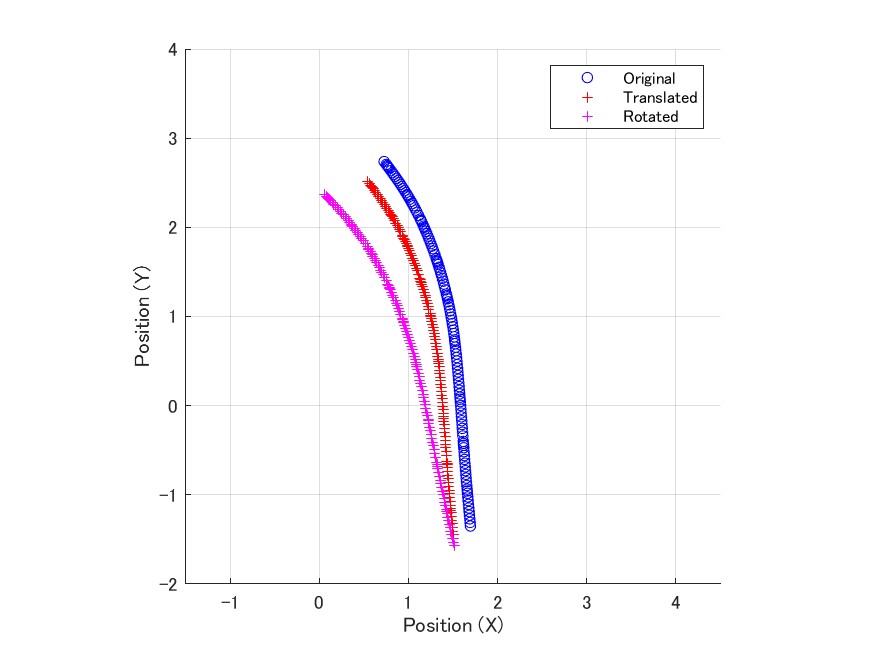 4
3
2
1
0
−1
−2
−1
0
1
2
3
4
Position (X)
Position (Y)
Original
Translated
Rotated